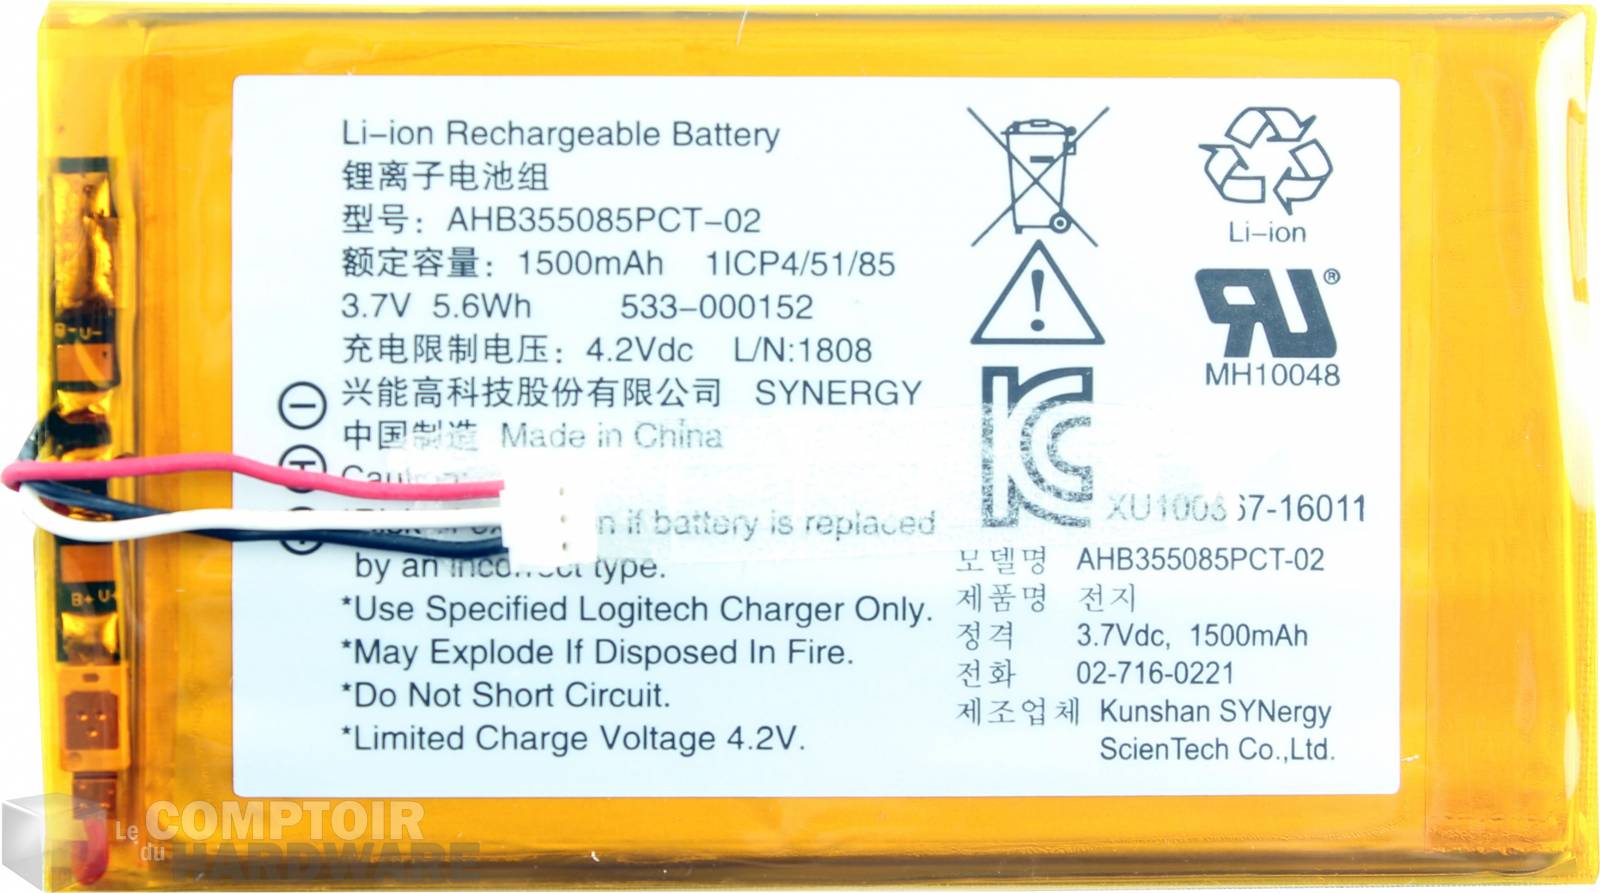 Li-ion Rechargeable Battery
锂离子电池组
型号: AHB355085PCT-02
额定容量: 1500mAh 1ICP4/51/85
3.7V 5.6Wh 533-000152
充电限制电压: 4.2Vdc L/N:1808
兴能高科技股份有限公司 SYNERGY
中国制造 Made in China
if battery is replaced
by an type.
*Use Specified Logitech Charger Only.
*May Explode If Disposed In Fire.
*Do Not Short Circuit.
*Limited Charge Voltage 4.2V.
Li-ion
RU®
MH10048
KC
67-16011
모델명 AHB355085PCT-02
제품명 전지
정격 3.7Vdc, 1500mAh
전화 02-716-0221
제조업체 Kunshan SYNergy
ScienTech Co.,Ltd.
Le COMPTOIR
du HARDWARE